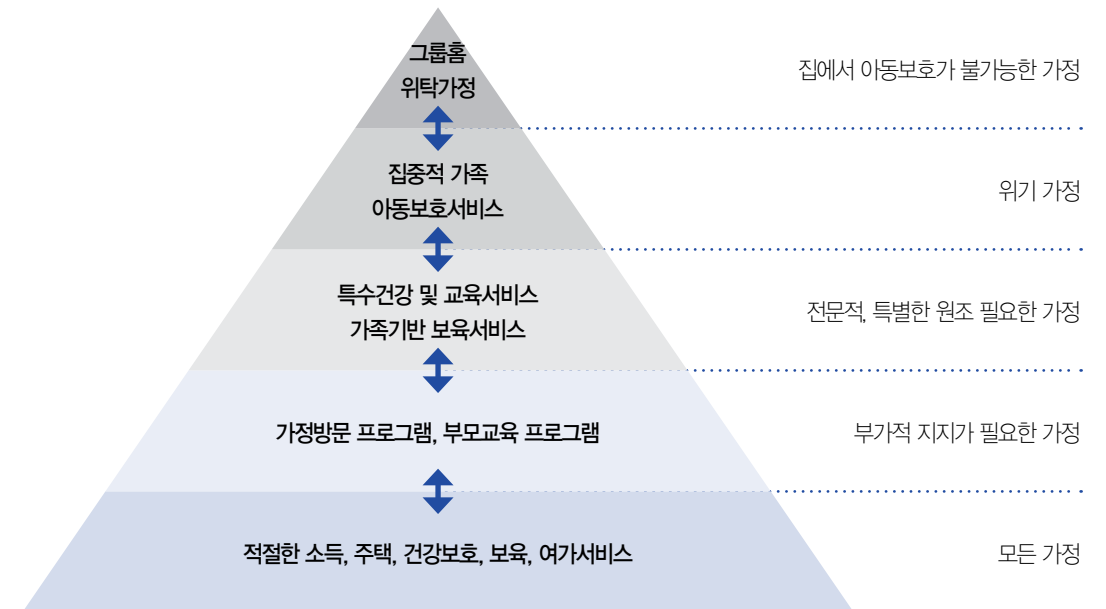 그룹홈
위탁가정
집에서 아동보호가 불가능한 가정
집중적 가족
아동보호서비스
위기 가정
특수건강 및 교육서비스
가족기반 보육서비스
전문적, 특별한 원조 필요한 가정
가정방문 프로그램, 부모교육 프로그램
부가적 지지가 필요한 가정
적절한 소득, 주택, 건강보호, 보육, 여가서비스
모든 가정